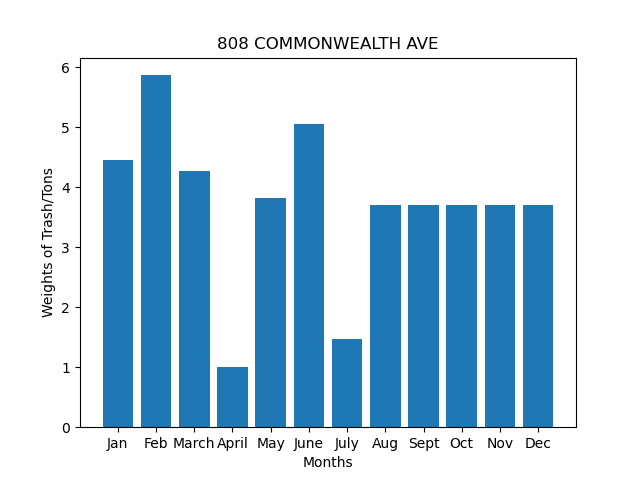 808 COMMONWEALTH AVE
6
5
4
3
2
1
0
Weights of Trash/Tons
Jan Feb March April May June July Aug Sept Oct Nov Dec
Months